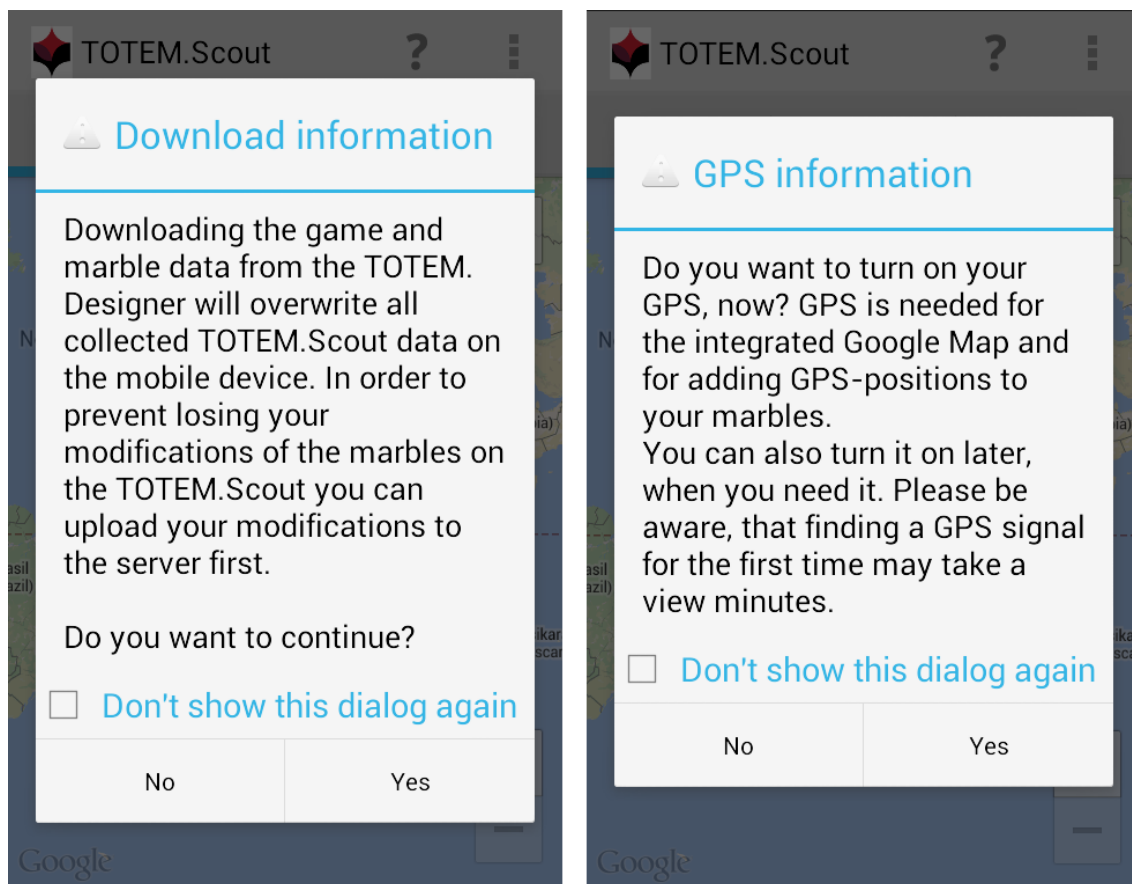 TOTEM.Scout ?
Download information
Downloading the game and
marble data from the TOTEM.
Designer will overwrite all
collected TOTEM.Scout data on
the mobile device. In order to
prevent losing your
modifications of the marbles on
the TOTEM.Scout you can
upload your modifications to
the server first.
Do you want to continue?
Don't show this dialog again
No Yes
Google
TOTEM.Scout ?
GPS information
Do you want to turn on your
GPS, now? GPS is needed for
the integrated Google Map and
for adding GPS-positions to
your marbles.
You can also turn it on later,
when you need it. Please be
aware, that finding a GPS signal
for the first time may take a
view minutes.
Don't show this dialog again
No Yes
Google